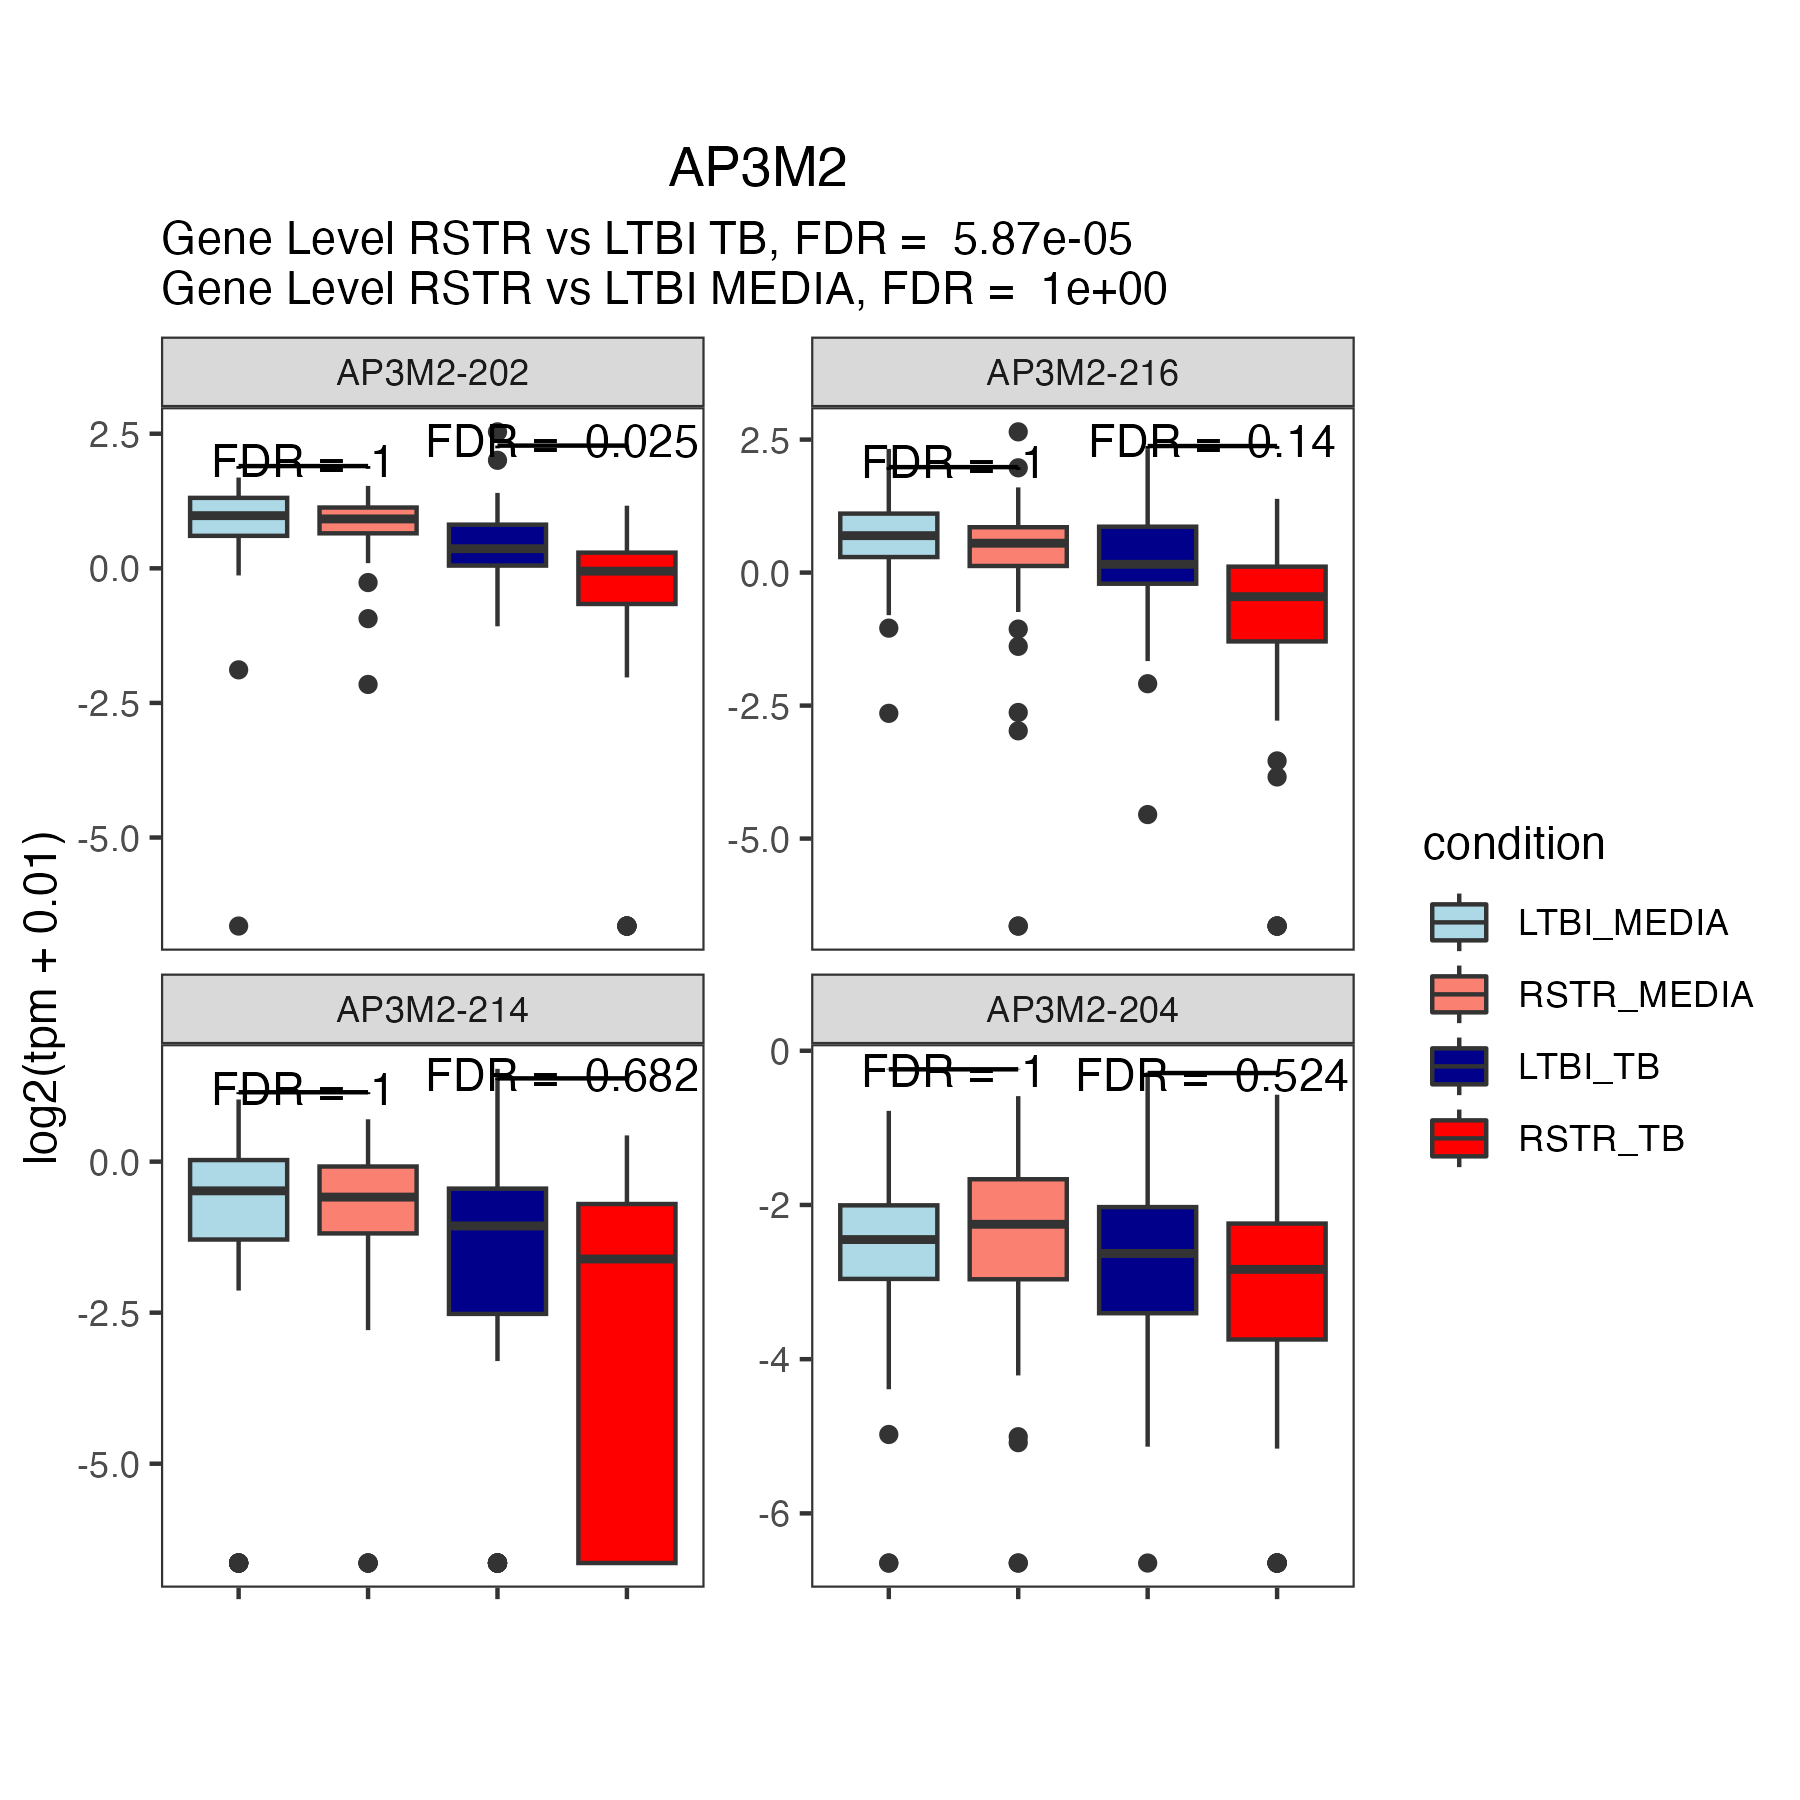 AP3M2
Gene Level RSTR vs LTBI TB, FDR = 5.87e-05
Gene Level RSTR vs LTBI MEDIA, FDR = 1e+00
AP3M2-202
AP3M2-216
2.5
0.0
-2.5
-5.0
FDR = 1
FDR = 0.025
2.5
0.0
-2.5
-5.0
FDR = 1
FDR = 0.14
log2(tpm + 0.01)
AP3M2-214
AP3M2-204
0.0
-2.5
-5.0
FDR = 1
FDR = 0.682
0
-2
-4
-6
FDR = 1
FDR = 0.524
condition
LTBI_MEDIA
RSTR_MEDIA
LTBI_TB
RSTR_TB